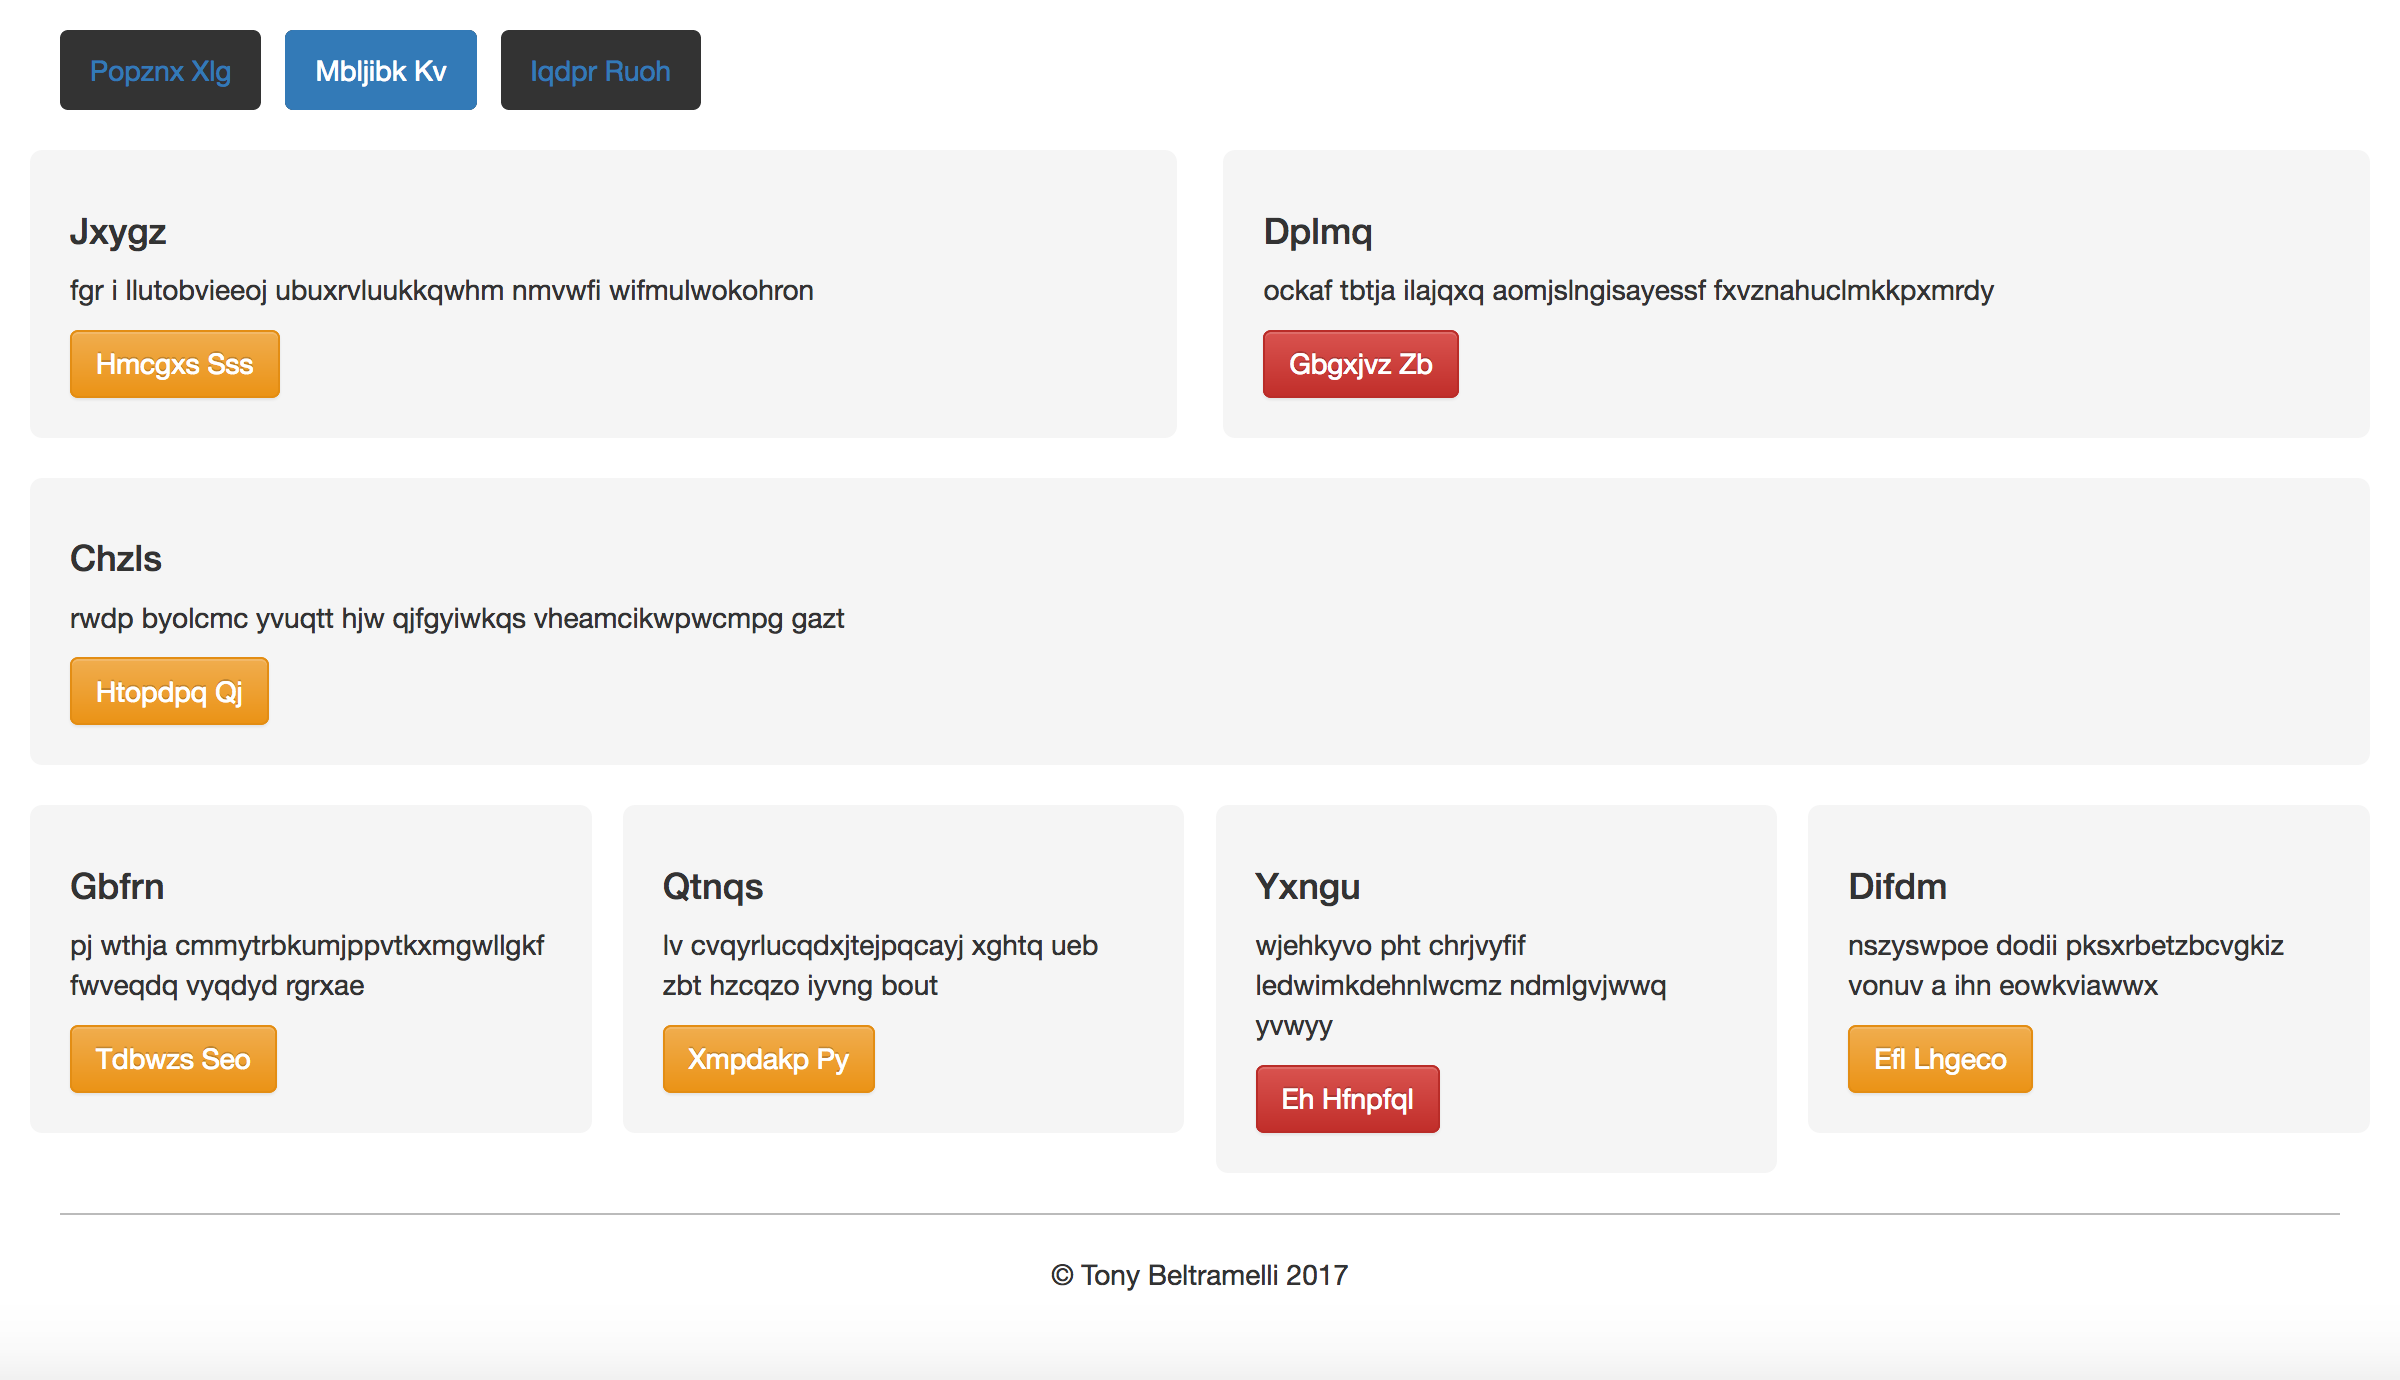 Popznx Xlg
Mbljibk Kv
Iqdpr Ruoh
Jxygz
fgr i llutobvieeoj ubuxrvluukkqwhm nmvwfi wifmulwokohron
Hmcgxs Sss
Dplmq
ockaf tbtja ilajqxq aomjslngisayessf fxvznahuclmkkpxmrdy
Gbgxjvz Zb
Chzls
rwdp byolcmc yvuqtt hjw qjfgyiwkqs vheamcikwpwcmpg gazt
Htopdpq Qj
Gbfrn
pj wthja cmmytrbkumjppvtkxmgwllgkf
fwveqdq vyqdyd rgrxae
Tdbwzs Seo
Qtnqs
lv cvqyrlucqdxjtejpqcayj xghtq ueb
zbt hzcqzo iyvng bout
Xmpdakp Py
Yxngu
wjehkyvo pht chrjvyfif
ledwimkdehnlwcmz ndmlgvjwwq
yvwyy
Eh Hfnpfql
Difdm
nszyswpoe dodii pksxrbetzbcvgkiz
vonuv a ihn eowkviawwx
Efl Lhgeco
© Tony Beltramelli 2017